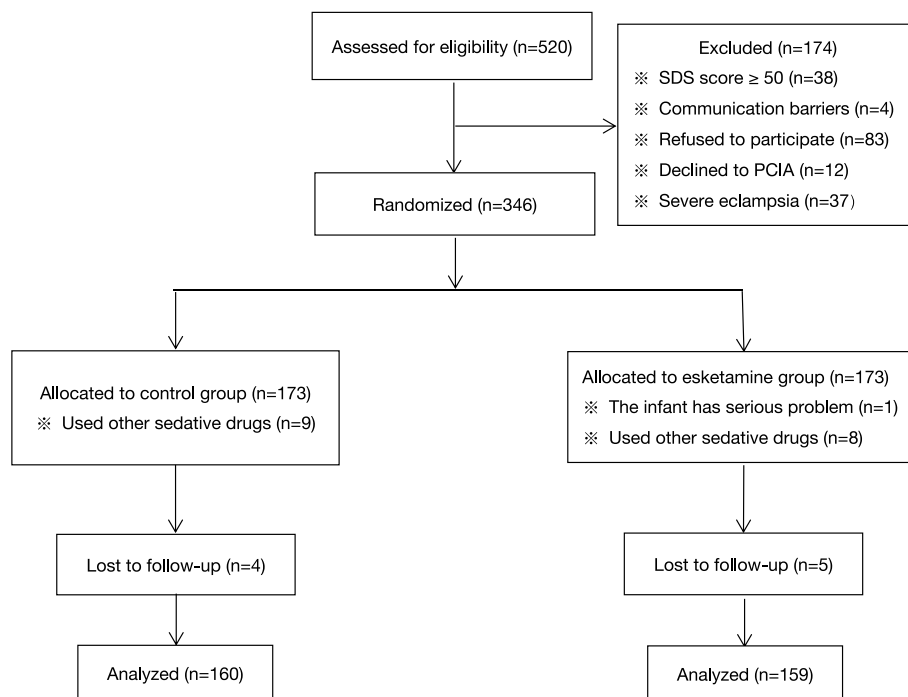 Assessed for eligibility (n=520)
Excluded (n=174)
※ SDS score ≥ 50 (n=38)
※ Communication barriers (n=4)
※ Refused to participate (n=83)
※ Declined to PCIA (n=12)
※ Severe eclampsia (n=37）
Randomized (n=346)
Allocated to control group (n=173)
※ Used other sedative drugs (n=9)
Allocated to esketamine group (n=173)
※ The infant has serious problem (n=1)
※ Used other sedative drugs (n=8)
Lost to follow-up (n=4)
Lost to follow-up (n=5)
Analyzed (n=160)
Analyzed (n=159)